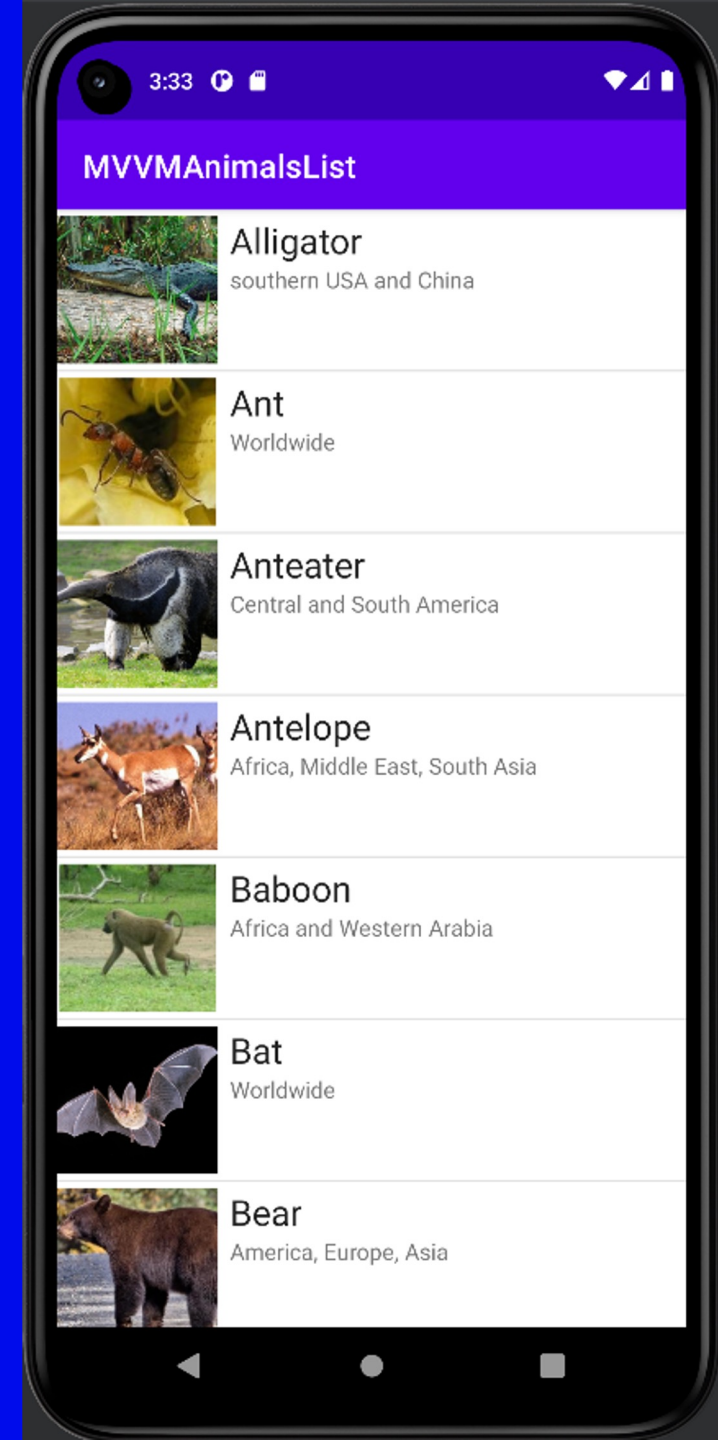 3:33
MVVMAnimalsList
Alligator
southern USA and China
Ant
Worldwide
Anteater
Central and South America
Antelope
Africa, Middle East, South Asia
Baboon
Africa and Western Arabia
Bat
Worldwide
Bear
America, Europe, Asia